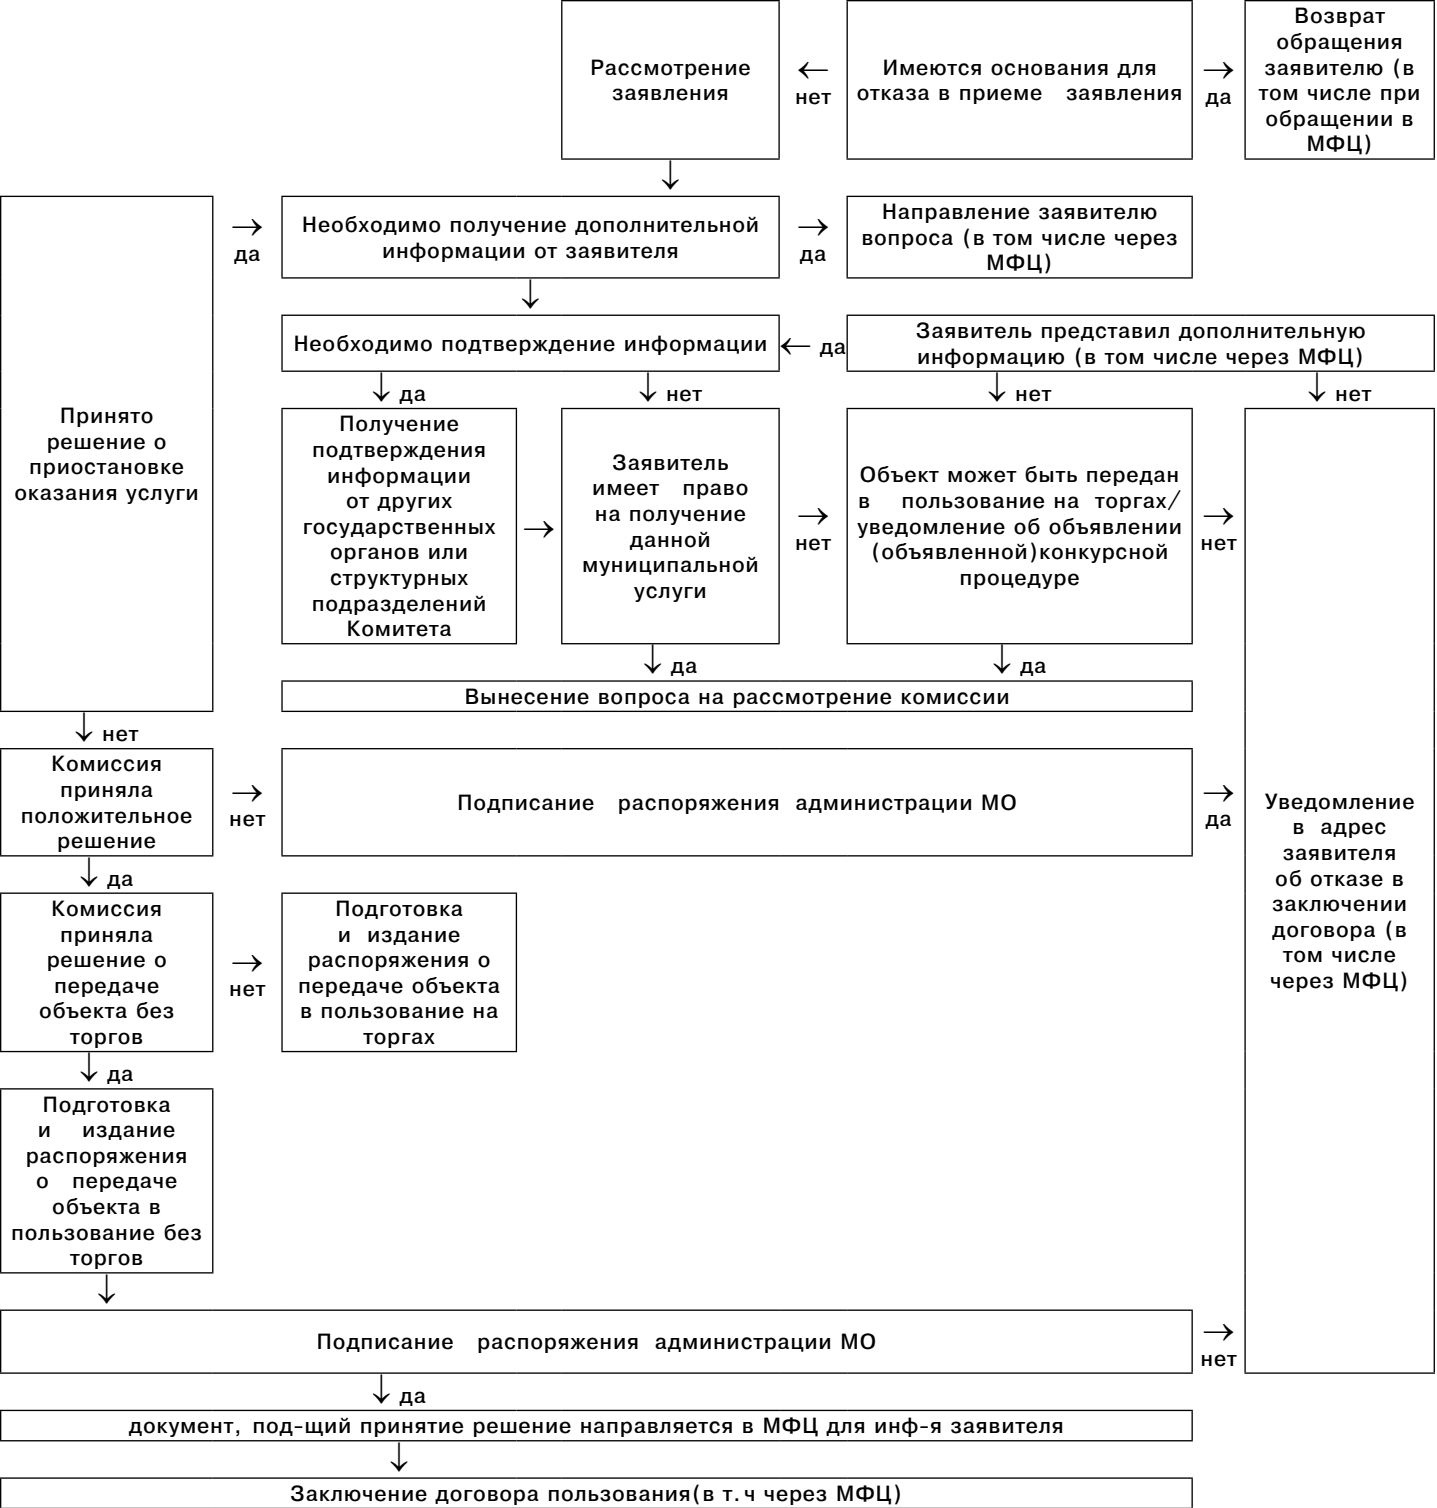 Рассмотрение
заявления
←
нет
Имеются основания для
отказа в приеме заявления
→
да
Возврат
обращения
заявителю (в
том числе при
обращении в
МФЦ)
↓
Принято
решение о
приостановке
оказания услуги
→
да
Необходимо получение дополнительной
информации от заявителя
→
да
Направление заявителю
вопроса (в том числе через
МФЦ)
↓
Необходимо подтверждение информации
← да
Заявитель представил дополнительную
информацию (в том числе через МФЦ)
↓ да
↓ нет
↓ нет
↓ нет
Получение
подтверждения
информации
от других
государственных
органов или
структурных
подразделений
Комитета
→
Заявитель
имеет право
на получение
данной
муниципальной
услуги
→
нет
Объект может быть передан
в пользование на торгах/
уведомление об объявлении
(объявленной)конкурсной
процедуре
→
нет
Уведомление
в адрес
заявителя
об отказе в
заключении
договора (в
том числе
через МФЦ)
↓ да
↓ да
Вынесение вопроса на рассмотрение комиссии
↓ нет
Комиссия
приняла
положительное
решение
→
нет
Подписание распоряжения администрации МО
→
да
↓ да
Комиссия
приняла
решение о
передаче
объекта без
торгов
→
нет
Подготовка
и издание
распоряжения о
передаче объекта
в пользование на
торгах
↓ да
Подготовка
и издание
распоряжения
о передаче
объекта в
пользование без
торгов
↓
Подписание распоряжения администрации МО
→
нет
↓ да
документ, под-щий принятие решение направляется в МФЦ для инф-я заявителя
↓
Заключение договора пользования(в т.ч через МФЦ)